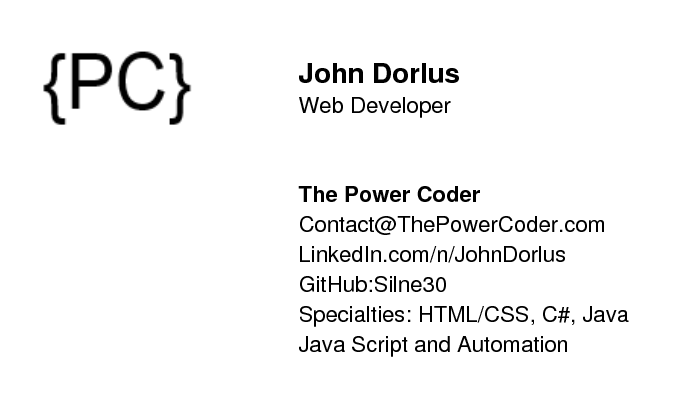 {PC}
John Dorlus
Web Developer
The Power Coder
Contact@ThePowerCoder.com
LinkedIn.com/n/JohnDorlus
GitHub:Silne30
Specialties: HTML/CSS, C#, Java
Java Script and Automation